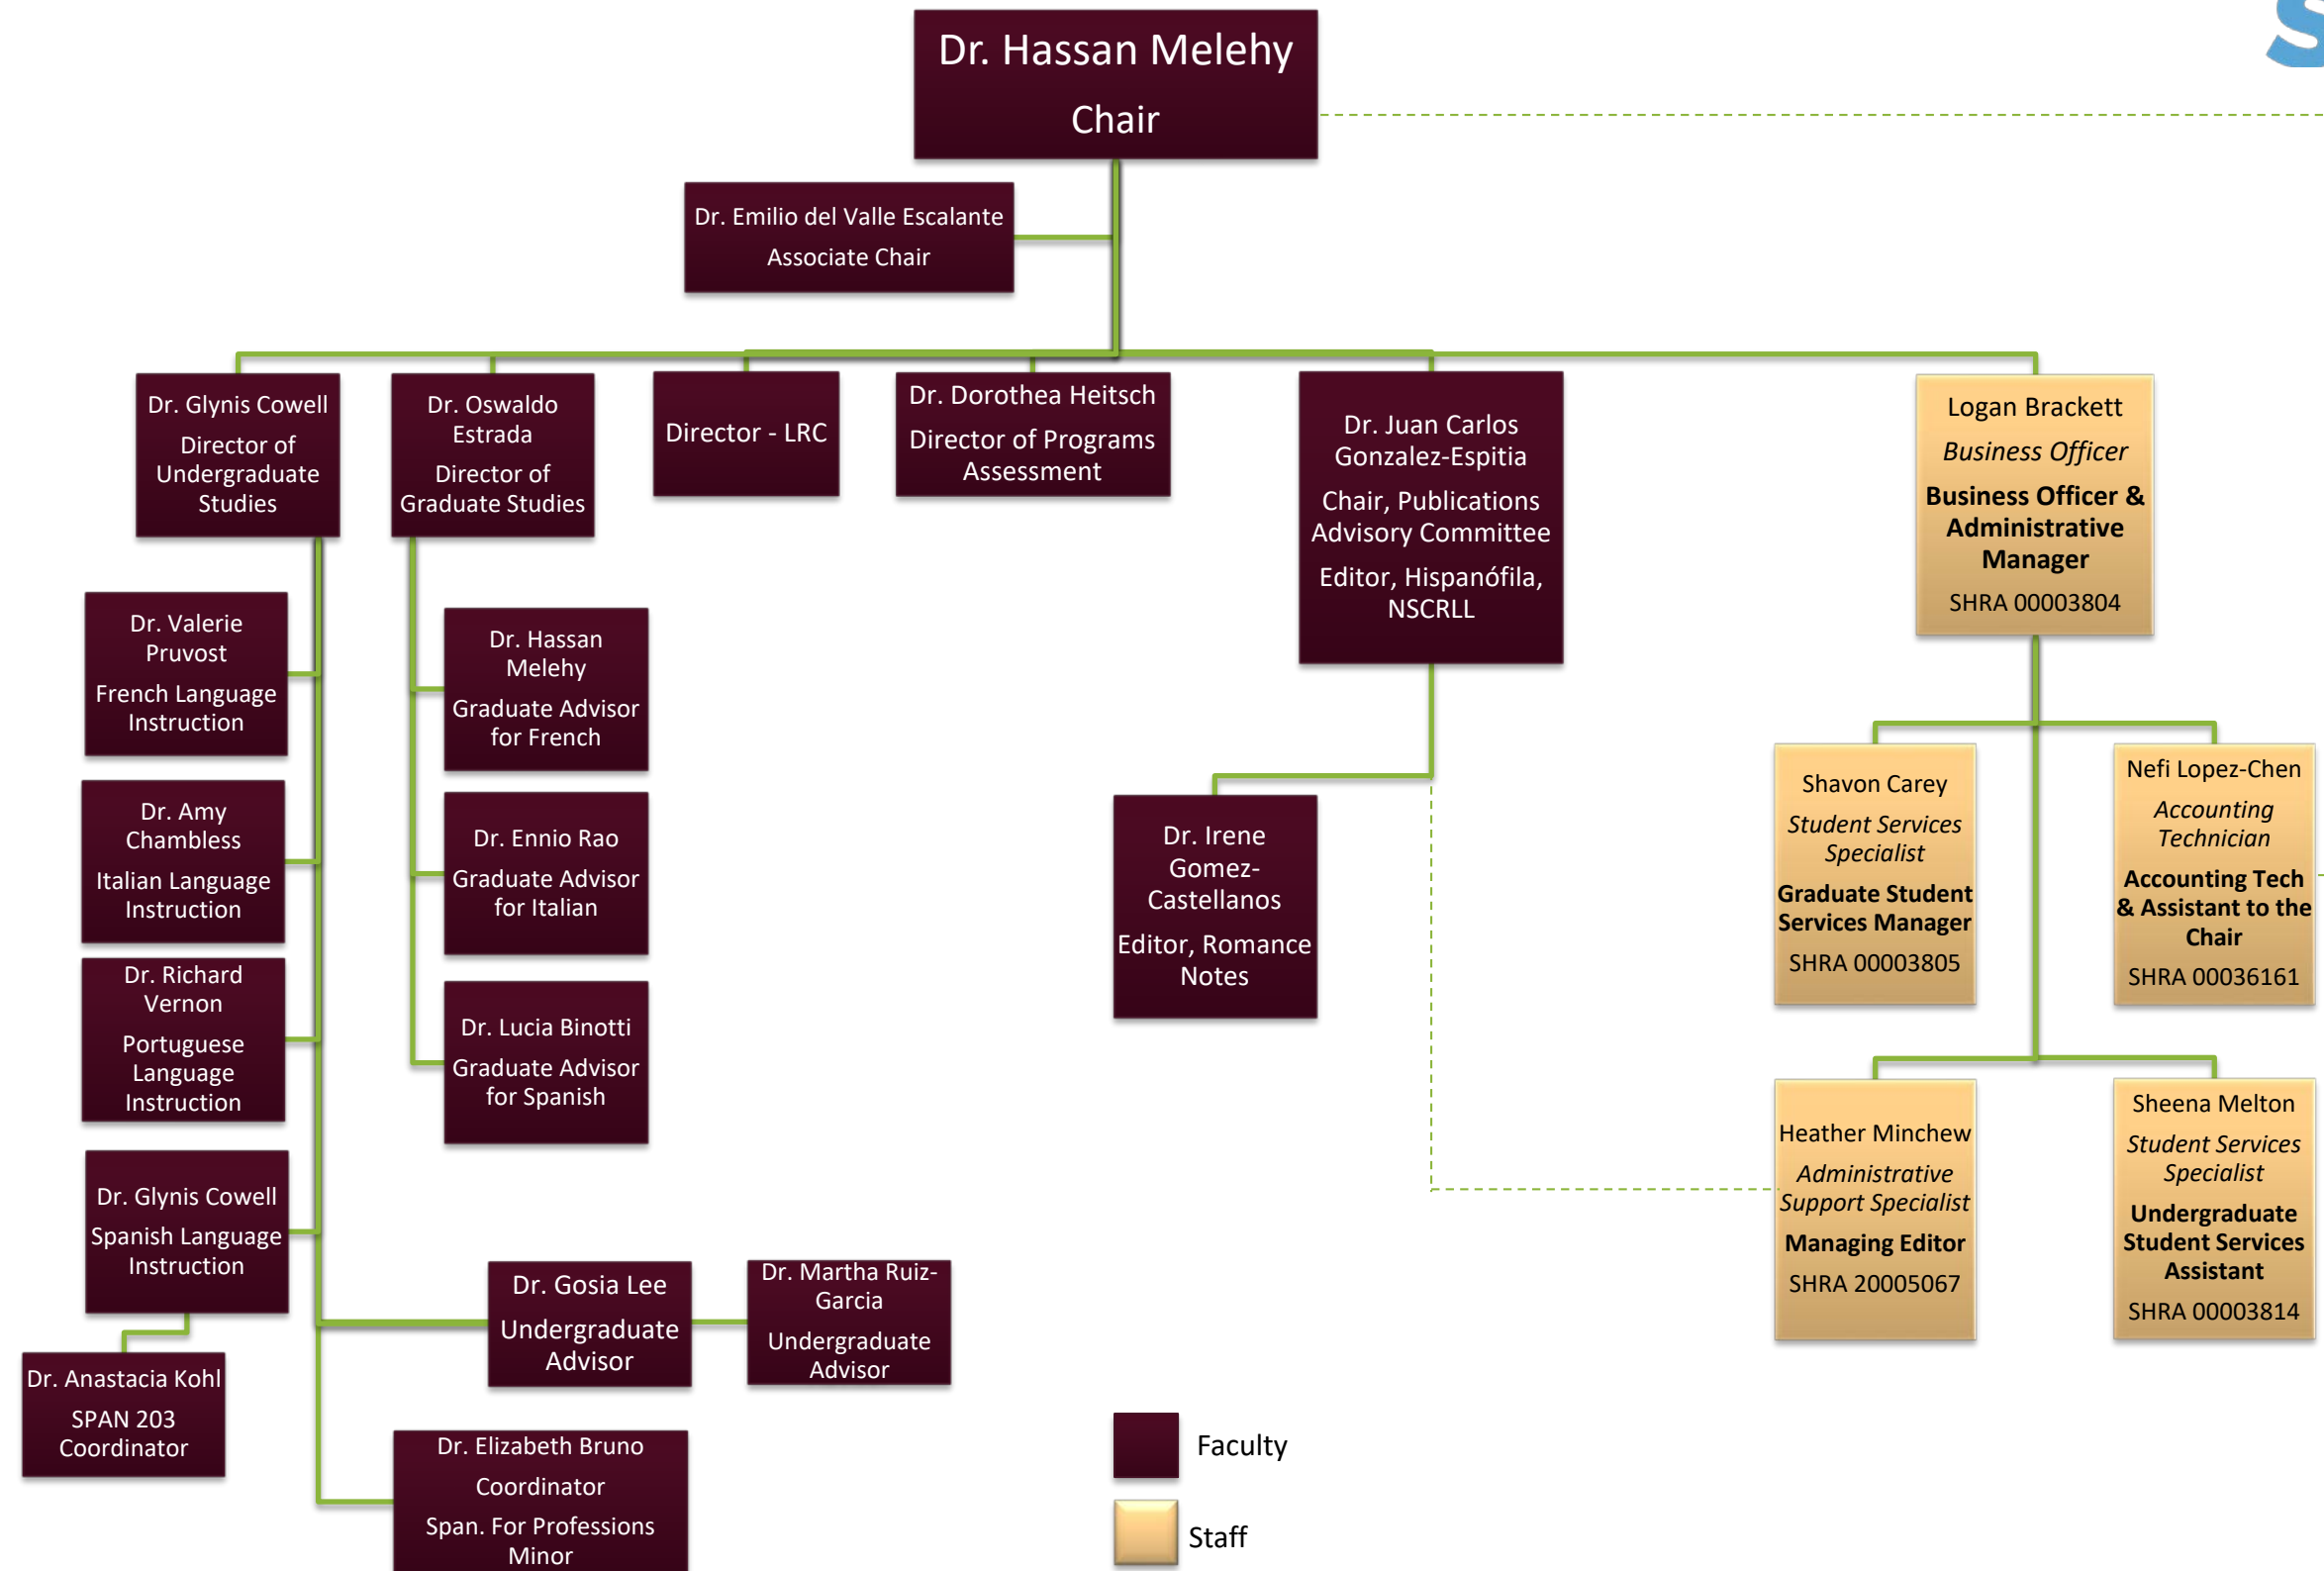 Dr. Hassan Melehy
Chair
Dr. Emilio del Valle Escalante
Associate Chair
Dr. Glynis Cowell
Director of
Undergraduate
Studies
Dr. Oswaldo
Estrada
Director of
Graduate Studies
Director - LRC
Dr. Dorothea Heitsch
Director of Programs
Assessment
Dr. Juan Carlos
Gonzalez-Espitia
Chair, Publications
Advisory Committee
Editor, Hispanófila,
NSCRLL
Logan Brackett
Business Officer
Business Officer &
Administrative
Manager
SHRA 00003804
Dr. Valerie
Pruvost
French Language
Instruction
Dr. Hassan
Melehy
Graduate Advisor
for French
Dr. Amy
Chambless
Italian Language
Instruction
Dr. Ennio Rao
Graduate Advisor
for Italian
Dr. Irene
Gomez-
Castellanos
Editor, Romance
Notes
Shavon Carey
Student Services
Specialist
Graduate Student
Services Manager
SHRA 00003805
Nefi Lopez-Chen
Accounting
Technician
Accounting Tech
& Assistant to the
Chair
SHRA 00036161
Dr. Richard
Vernon
Portuguese
Language
Instruction
Dr. Lucia Binotti
Graduate Advisor
for Spanish
Dr. Glynis Cowell
Spanish Language
Instruction
Heather Minchew
Administrative
Support Specialist
Managing Editor
SHRA 20005067
Sheena Melton
Student Services
Specialist
Undergraduate
Student Services
Assistant
SHRA 00003814
Dr. Gosia Lee
Undergraduate
Advisor
Dr. Martha Ruiz-
Garcia
Undergraduate
Advisor
Dr. Anastacia Kohl
SPAN 203
Coordinator
Dr. Elizabeth Bruno
Coordinator
Span. For Professions
Minor
Faculty
Staff